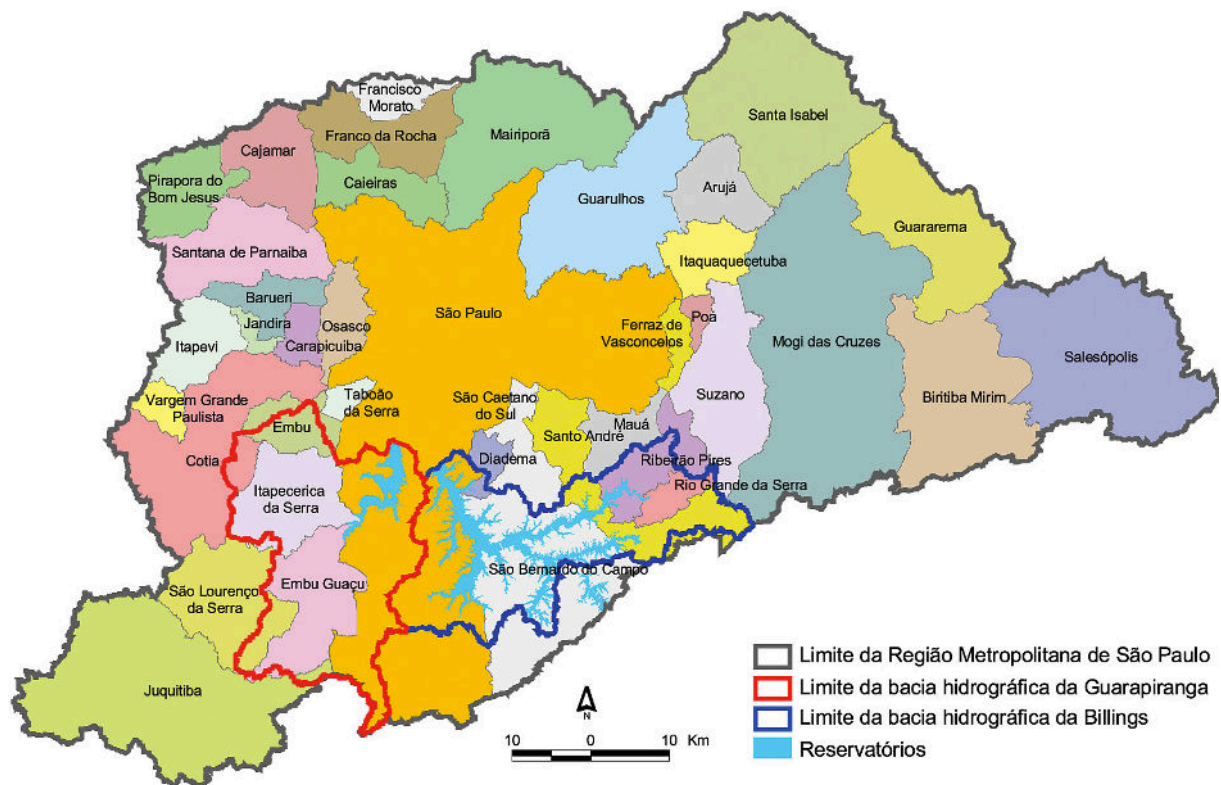 Francisco
Morato
Franco da Rocha
Mairiporã
Santa Isabel
Cajamar
Caieiras
Pirapora do
Bom Jesus
Guarulhos
Arujá
Guararema
Santana de Parnaiba
Itaquaquecetuba
Barueri
Jandira
Osasco
Carapicuiba
São Paulo
Ferraz de
Vasconcelos
Poá
Itapevi
Mogi das Cruzes
Salesópolis
Vargem Grande
Paulista
Taboão
da Serra
São Caetano
do Sul
Suzano
Biritiba Mirim
Embu
Mauá
Santo André
Cotia
Diadema
Ribeirão Pires
Itapecerica
da Serra
Rio Grande da Serra
São Bernardo do Campo
Embu Guaçu
São Lourenço
da Serra
Juquitiba
N
10 0 10 Km
Limite da Região Metropolitana de São Paulo
Limite da bacia hidrográfica da Guarapiranga
Limite da bacia hidrográfica da Billings
Reservatórios